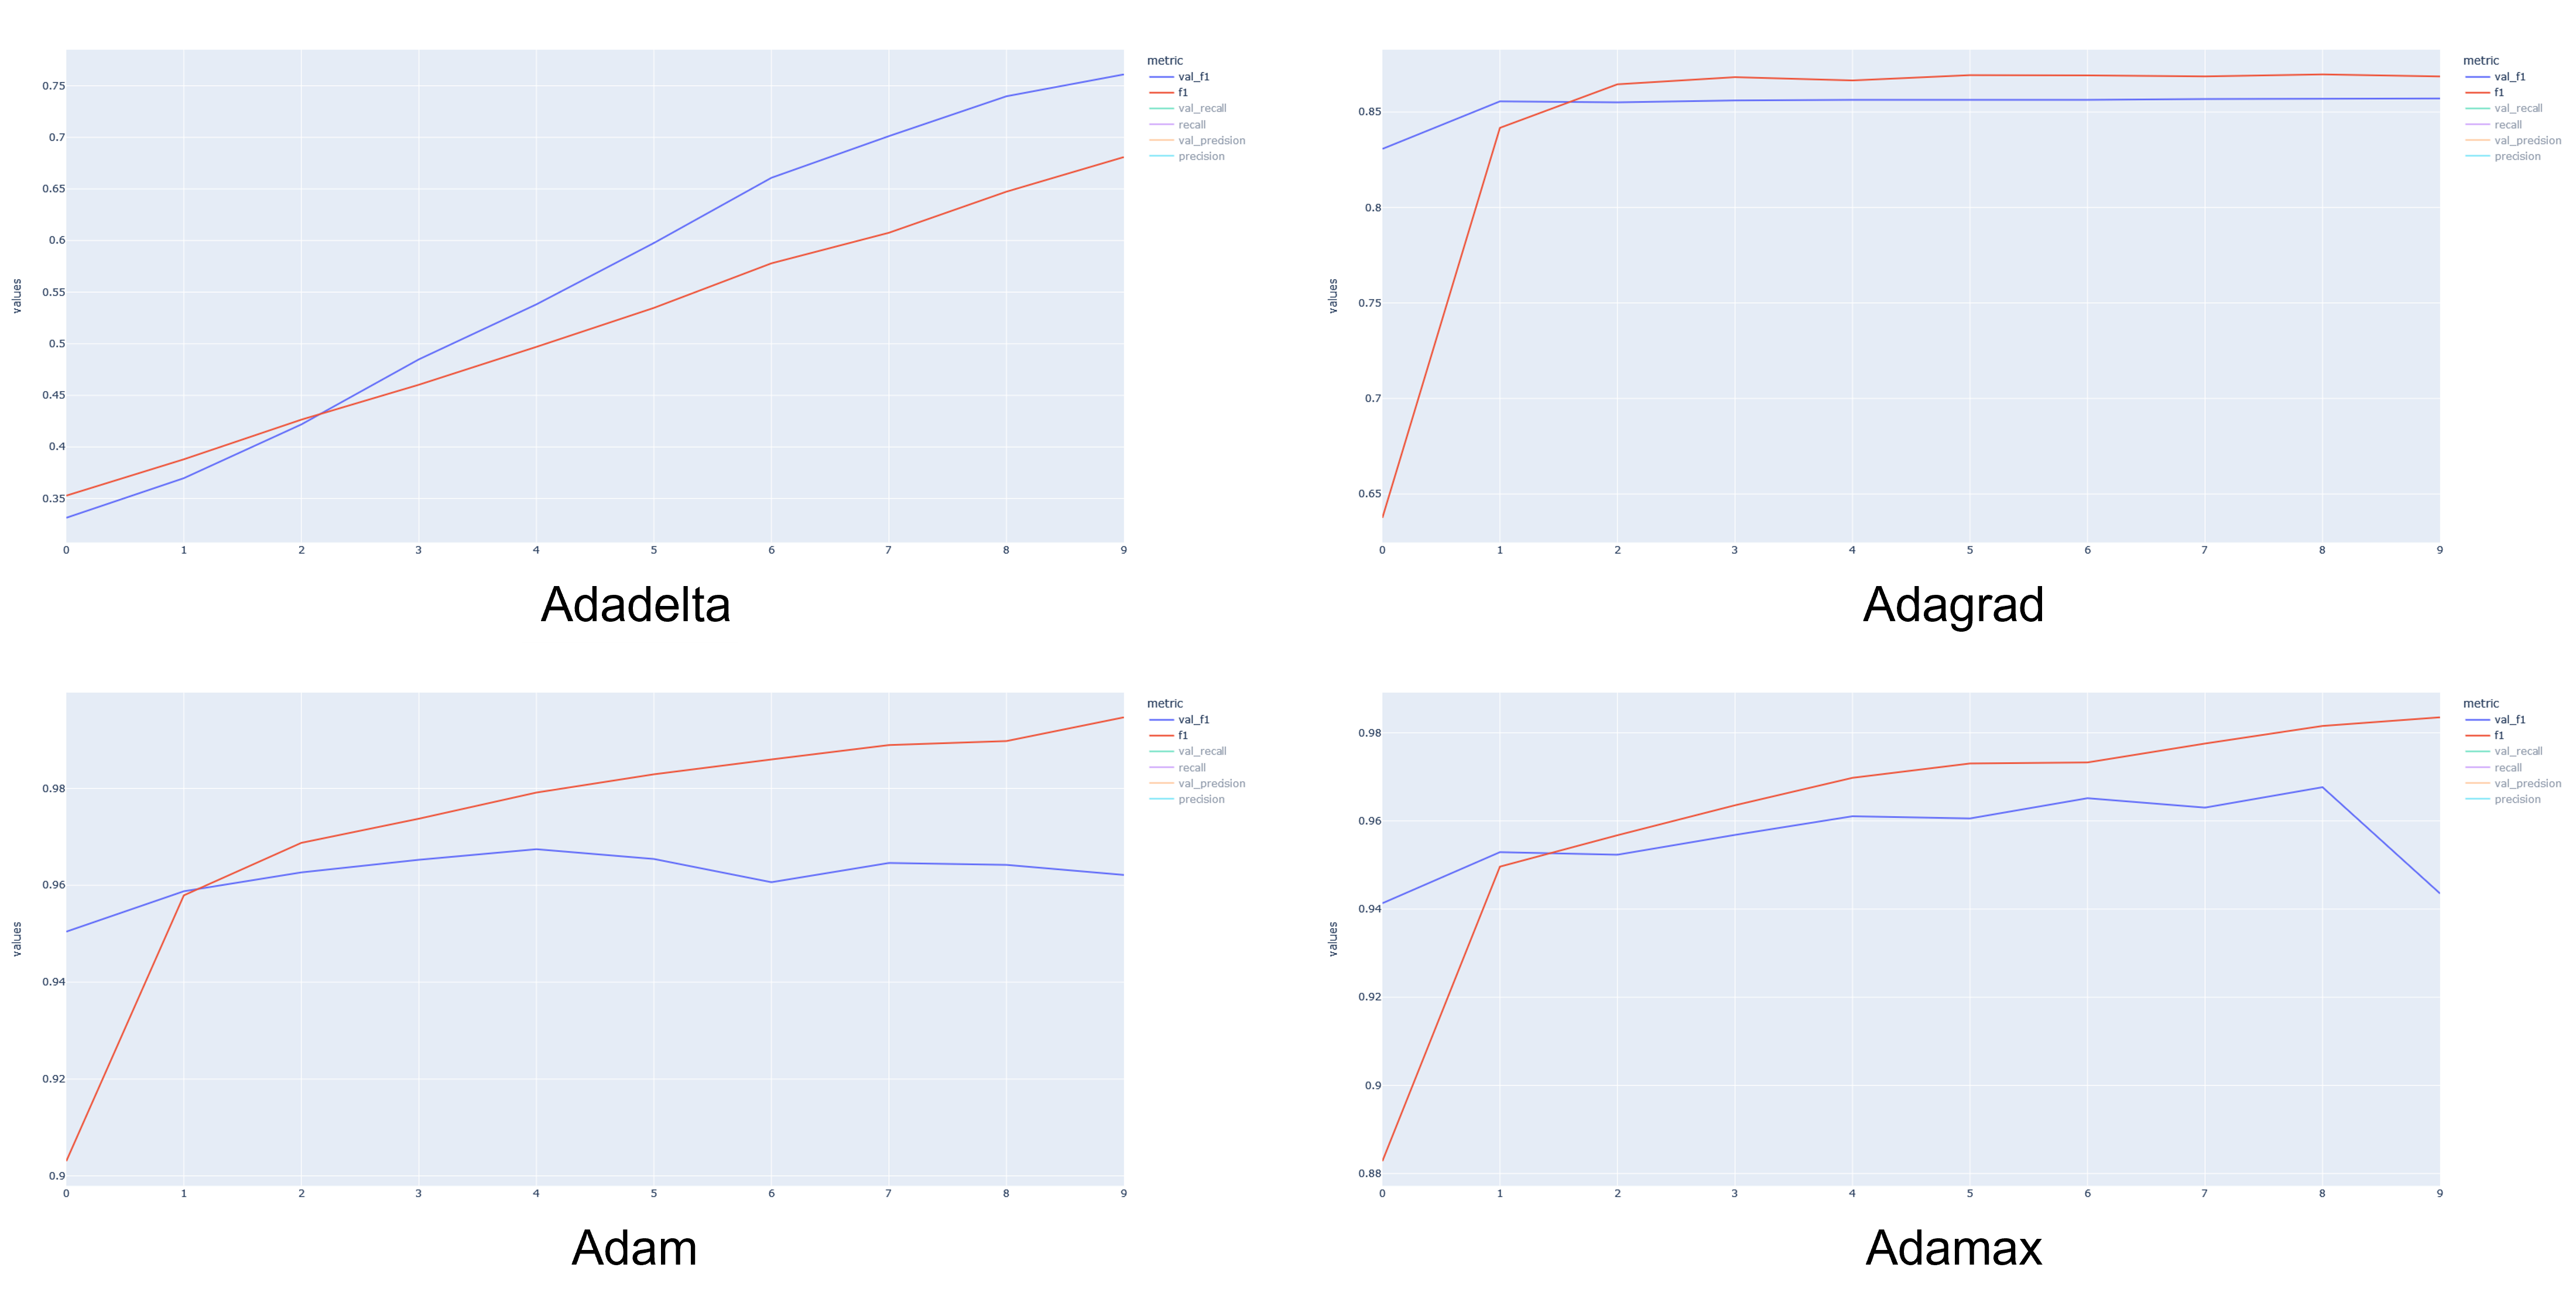 metric
val_f1
f1
val_recall
recall
val_precision
precision
values
0.75
0.7
0.65
0.6
0.55
0.5
0.45
0.4
0.35
0 1 2 3 4 5 6 7 8 9
Adadelta
metric
val_f1
f1
val_recall
recall
val_precision
precision
values
0.85
0.8
0.75
0.7
0.65
0 1 2 3 4 5 6 7 8 9
Adagrad
metric
val_f1
f1
val_recall
recall
val_precision
precision
values
0.98
0.96
0.94
0.92
0.9
0 1 2 3 4 5 6 7 8 9
Adam
metric
val_f1
f1
val_recall
recall
val_precision
precision
values
0.98
0.96
0.94
0.92
0.9
0.88
0 1 2 3 4 5 6 7 8 9
Adamax